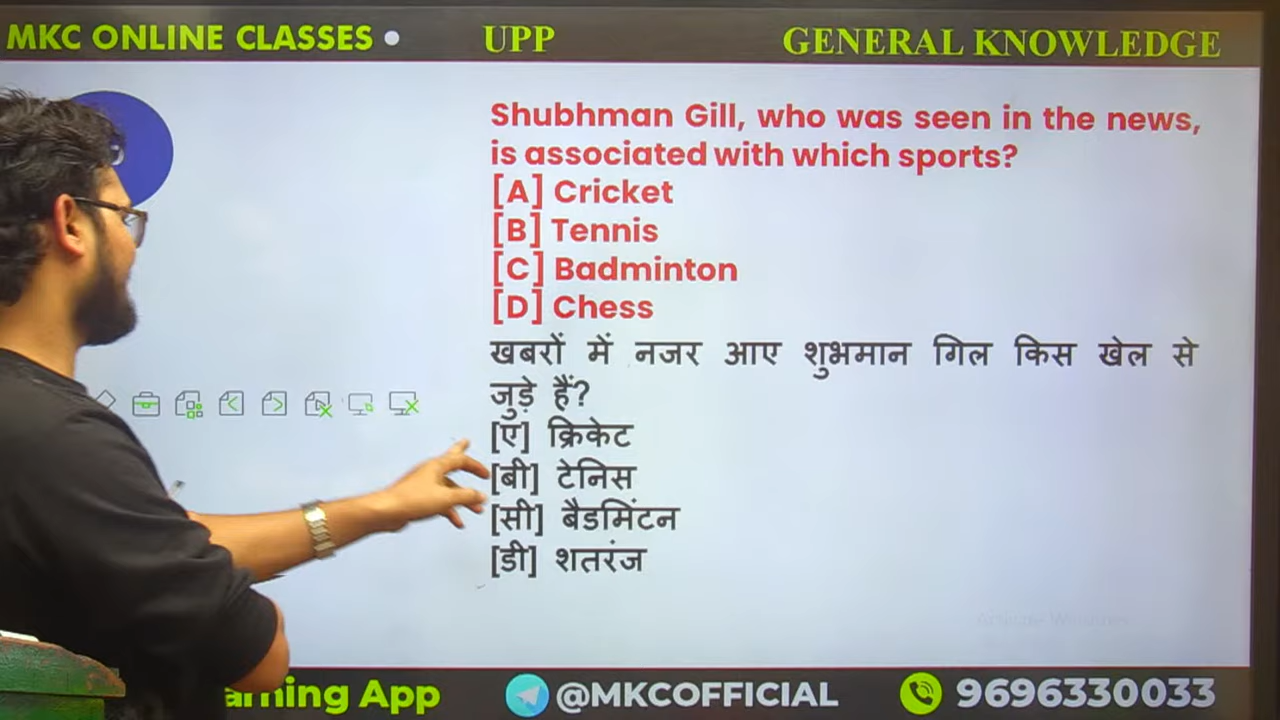 MKC ONLINE CLASSES UPP GENERAL KNOWLEDGE
Shubhman Gill, who was seen in the news,
is associated with which sports?
[A] Cricket
[B] Tennis
[C] Badminton
[D] Chess
खबरों में नजर आए शुभमान गिल किस खेल से
जुड़े हैं?
[ए] क्रिकेट
[बी] टेनिस
[सी] बैडमिंटन
[डी] शतरंज
App @MKCOFFICIAL 9696330033